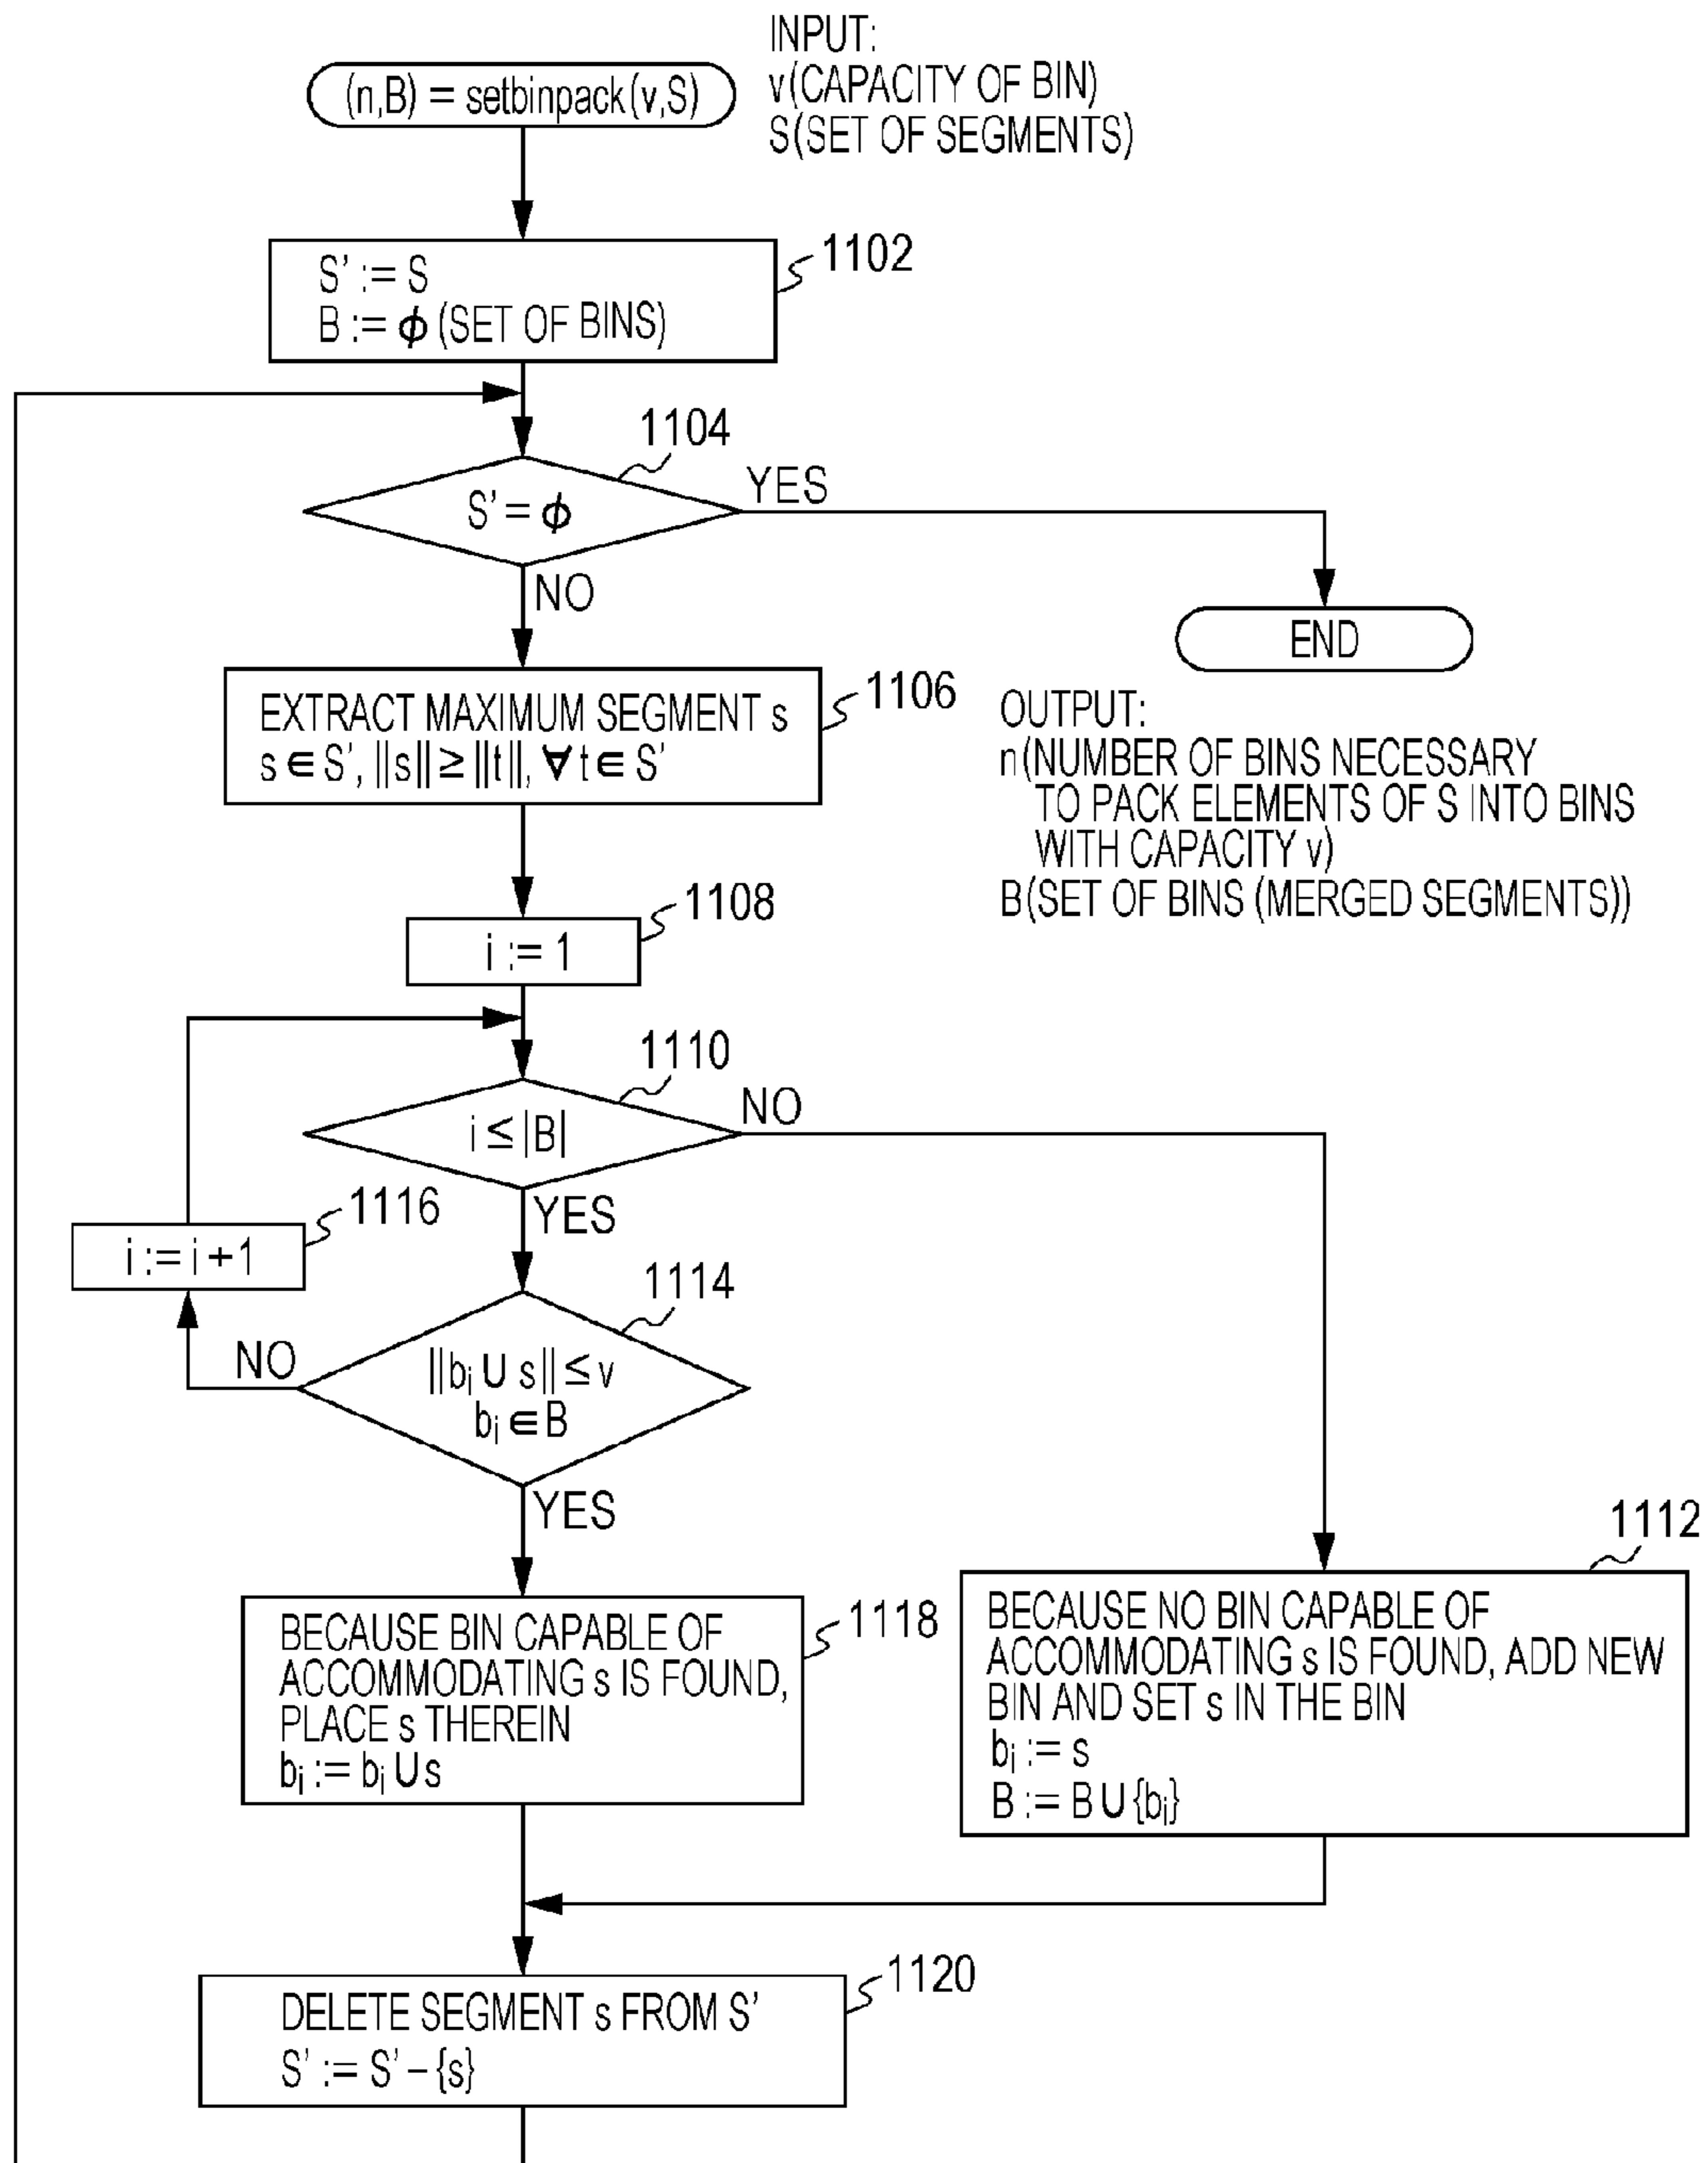 INPUT:
v(CAPACITY OF BIN)
S(SET OF SEGMENTS)
(n,B) = setbinpack(v,S)
1102
S' := S
B := ϕ (SET OF BINS)
1104
S' = ϕ
YES
NO
END
1106
EXTRACT MAXIMUM SEGMENT s
s ∈ S', ||s|| ≥ ||t||, ∀ t ∈ S'
OUTPUT:
n(NUMBER OF BINS NECESSARY
TO PACK ELEMENTS OF S INTO BINS
WITH CAPACITY v)
B(SET OF BINS (MERGED SEGMENTS))
1108
i := 1
1110
i ≤ |B|
NO
YES
1116
i := i + 1
1114
||bᵢ ∪ s|| ≤ v
bᵢ ∈ B
NO
YES
1118
BECAUSE BIN CAPABLE OF
ACCOMMODATING s IS FOUND,
PLACE s THEREIN
bᵢ := bᵢ ∪ s
1112
BECAUSE NO BIN CAPABLE OF
ACCOMMODATING s IS FOUND, ADD NEW
BIN AND SET s IN THE BIN
bᵢ := s
B := B ∪ {bᵢ}
1120
DELETE SEGMENT s FROM S'
S' := S' – {s}